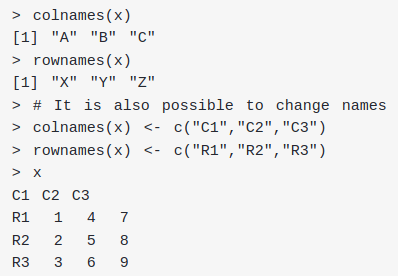 > colnames(x)
[1] "A" "B" "C"
> rownames(x)
[1] "X" "Y" "Z"
> # It is also possible to change names
> colnames(x) <- c("C1","C2","C3")
> rownames(x) <- c("R1","R2","R3")
> x
C1 C2 C3
R1 1 4 7
R2 2 5 8
R3 3 6 9